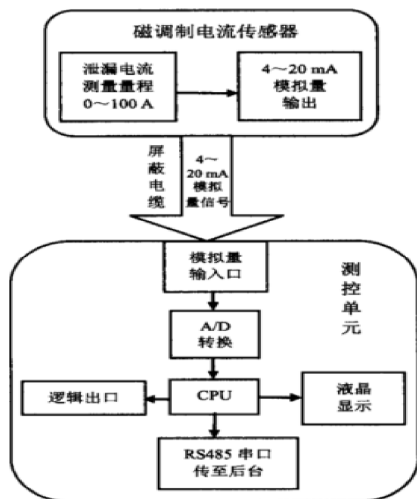 磁调制电流传感器
泄漏电流
测量量程
0～100 A
4～20 mA
模拟量
输出
屏蔽电缆
4～
20 mA
模拟
量信号
模拟量
输入口
测控单元
A/D
转换
逻辑出口
CPU
液晶
显示
RS485 串口
传至后台